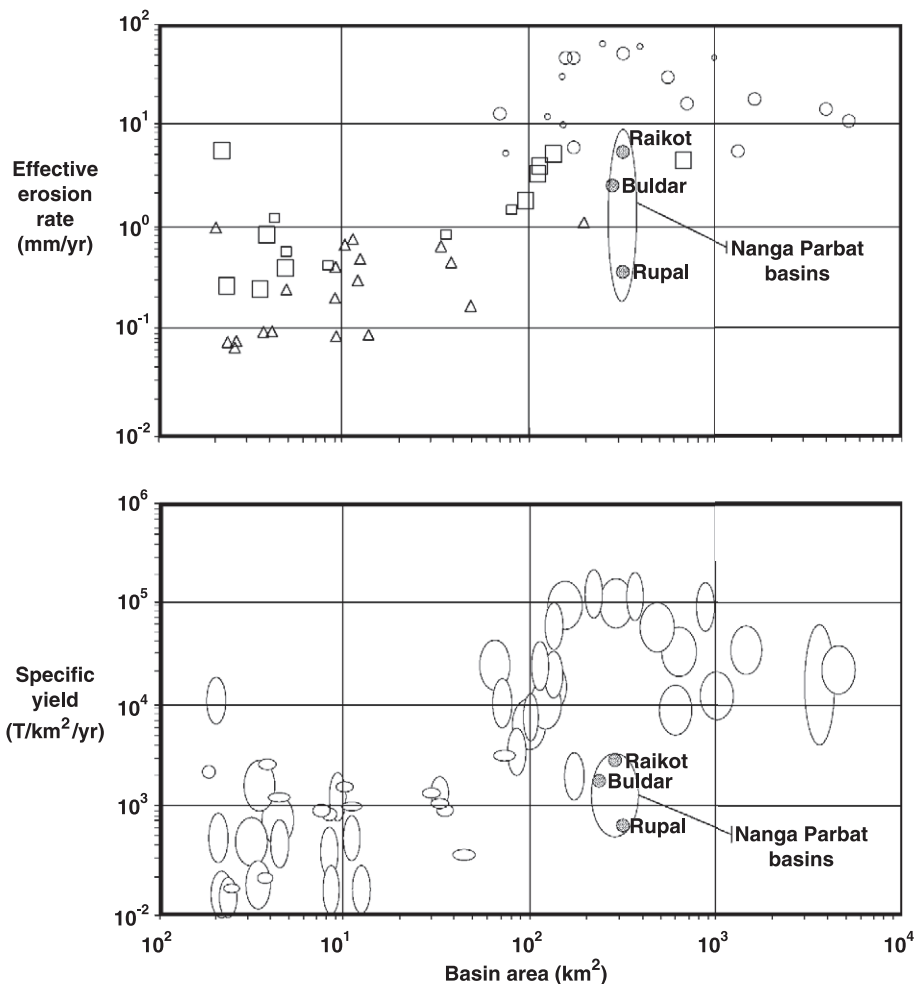 10²
10¹
10⁰
10⁻¹
10⁻²
Effective
erosion
rate
(mm/yr)
Raikot
Buldar
Rupal
Nanga Parbat
basins
10⁶
10⁵
10⁴
10³
10⁻²
Specific
yield
(T/km²/yr)
Raikot
Buldar
Rupal
Nanga Parbat
basins
10² 10¹ 10² 10³ 10⁴
Basin area (km²)